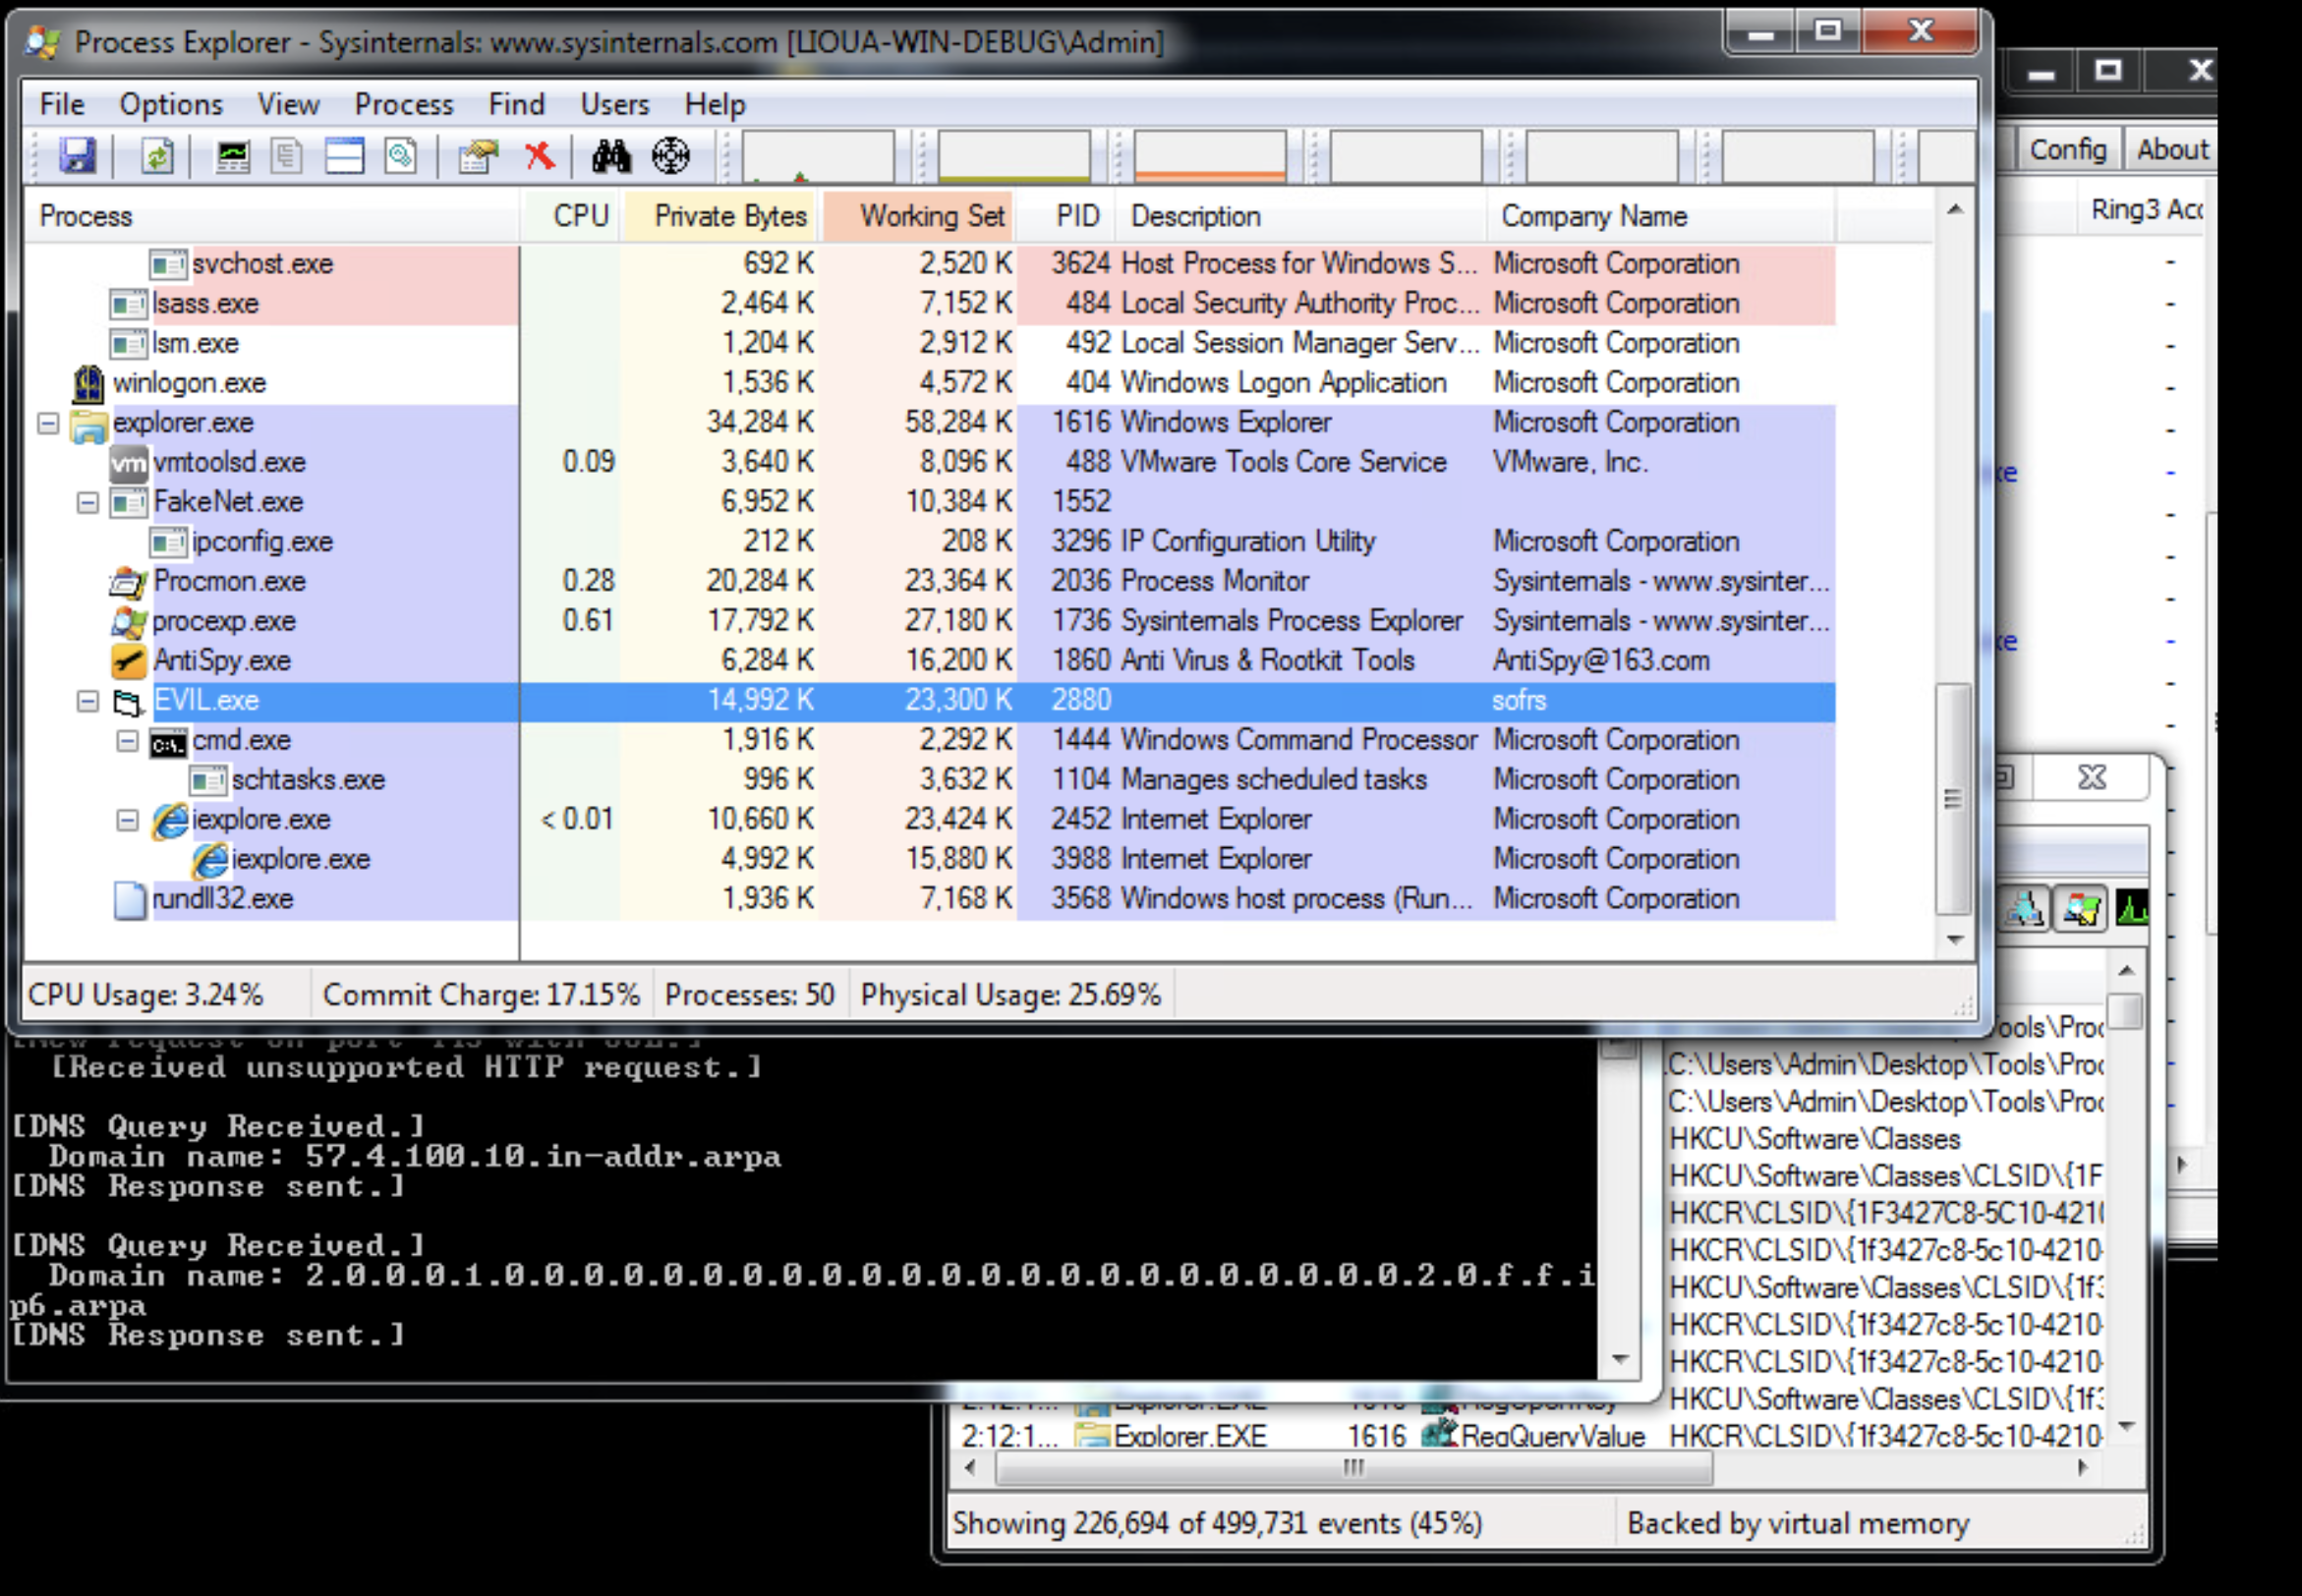 Process Explorer - Sysinternals: www.sysinternals.com [LIOUA-WIN-DEBUG\Admin]
File Options View Process Find Users Help
Config About
Process CPU Private Bytes Working Set PID Description Company Name
Ring3 Acc
svchost.exe 692 K 2,520 K 3624 Host Process for Windows S... Microsoft Corporation
lsass.exe 2,464 K 7,152 K 484 Local Security Authority Proc... Microsoft Corporation
lsm.exe 1,204 K 2,912 K 492 Local Session Manager Serv... Microsoft Corporation
winlogon.exe 1,536 K 4,572 K 404 Windows Logon Application Microsoft Corporation
explorer.exe 34,284 K 58,284 K 1616 Windows Explorer Microsoft Corporation
vmtoolsd.exe 0.09 3,640 K 8,096 K 488 VMware Tools Core Service VMware, Inc.
FakeNet.exe 6,952 K 10,384 K 1552
ipconfig.exe 212 K 208 K 3296 IP Configuration Utility Microsoft Corporation
Procmon.exe 0.28 20,284 K 23,364 K 2036 Process Monitor Sysinternals - www.sysinter...
procexp.exe 0.61 17,792 K 27,180 K 1736 Sysinternals Process Explorer Sysinternals - www.sysinter...
AntiSpy.exe 6,284 K 16,200 K 1860 Anti Virus & Rootkit Tools AntiSpy@163.com
EVIL.exe 14,992 K 23,300 K 2880 sofrs
cmd.exe 1,916 K 2,292 K 1444 Windows Command Processor Microsoft Corporation
schtasks.exe 996 K 3,632 K 1104 Manages scheduled tasks Microsoft Corporation
iexplore.exe < 0.01 10,660 K 23,424 K 2452 Internet Explorer Microsoft Corporation
iexplore.exe 4,992 K 15,880 K 3988 Internet Explorer Microsoft Corporation
rundll32.exe 1,936 K 7,168 K 3568 Windows host process (Run... Microsoft Corporation
CPU Usage: 3.24% Commit Charge: 17.15% Processes: 50 Physical Usage: 25.69%
[Received unsupported HTTP request.]
[DNS Query Received.]
Domain name: 57.4.100.10.in-addr.arpa
[DNS Response sent.]
[DNS Query Received.]
Domain name: 2.0.0.0.1.0.0.0.0.0.0.0.0.0.0.0.0.0.0.0.0.0.0.0.0.0.0.0.2.0.f.f.i
p6.arpa
[DNS Response sent.]
ools\Proc
C:\Users\Admin\Desktop\Tools\Proc
C:\Users\Admin\Desktop\Tools\Proc
HKCU\Software\Classes
HKCU\Software\Classes\CLSID\{1F
HKCR\CLSID\{1F3427C8-5C10-4210
HKCR\CLSID\{1f3427c8-5c10-4210-
HKCU\Software\Classes\CLSID\{1f3
HKCR\CLSID\{1f3427c8-5c10-4210-
HKCR\CLSID\{1f3427c8-5c10-4210-
HKCU\Software\Classes\CLSID\{1f3
2:12:1... Explorer.EXE 1616 RegQueryValue HKCR\CLSID\{1f3427c8-5c10-4210-
Showing 226,694 of 499,731 events (45%) Backed by virtual memory